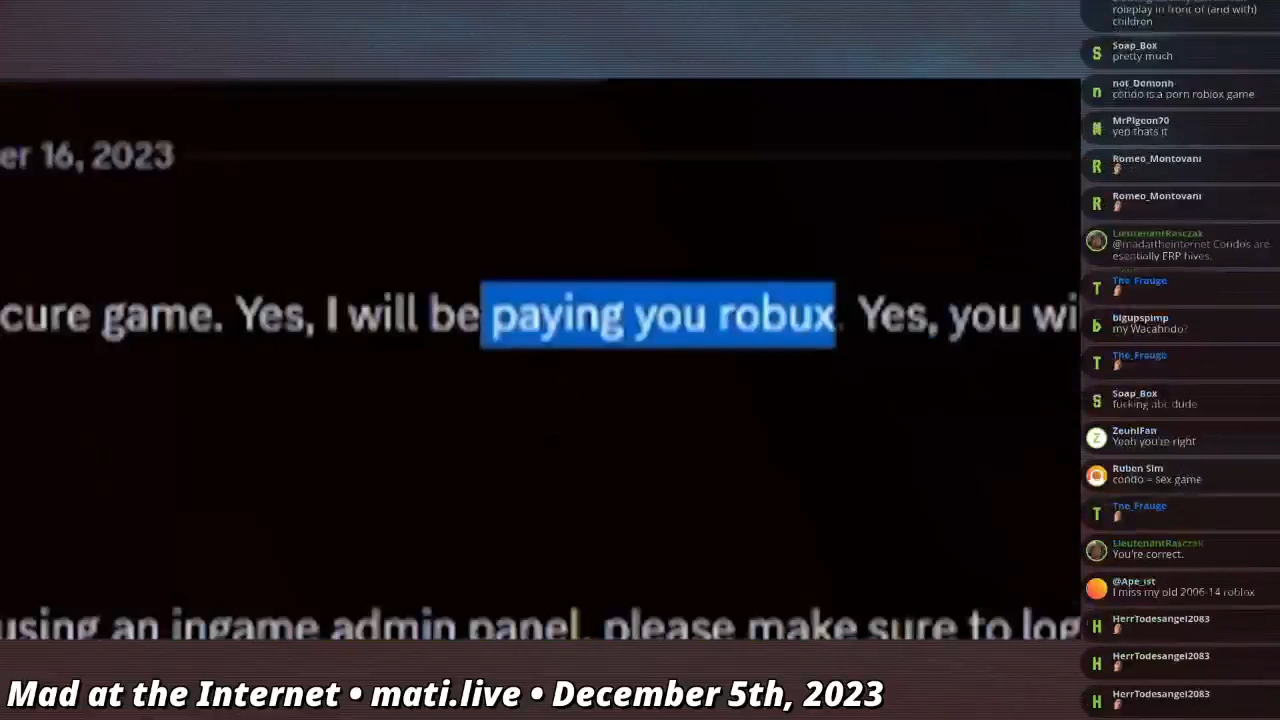 er 16, 2023
cure game. Yes, I will be paying you robux. Yes, you wi
using an ingame admin panel, please make sure to log
Mad at the Internet • mati.live • December 5th, 2023
roleplay in front of (and with)
children
Soap_Box
pretty much
not_Demonh
condo is a porn roblox game
MrPigeon70
yep thats it
Romeo_Montovani
Romeo_Montovani
LieutenantRasczak
@madattheinternet Condos are
esentially ERP hives.
The_Frauge
bigupspimp
my Wacahndo?
The_Frauge
Soap_Box
fucking abc dude
ZeuhlFan
Yeah you're right
Ruben Sim
condo = sex game
The_Frauge
LieutenantRasczak
You're correct.
@Ape_ist
I miss my old 2006-14 roblox
HerrTodesangel2083
HerrTodesangel2083
HerrTodesangel2083